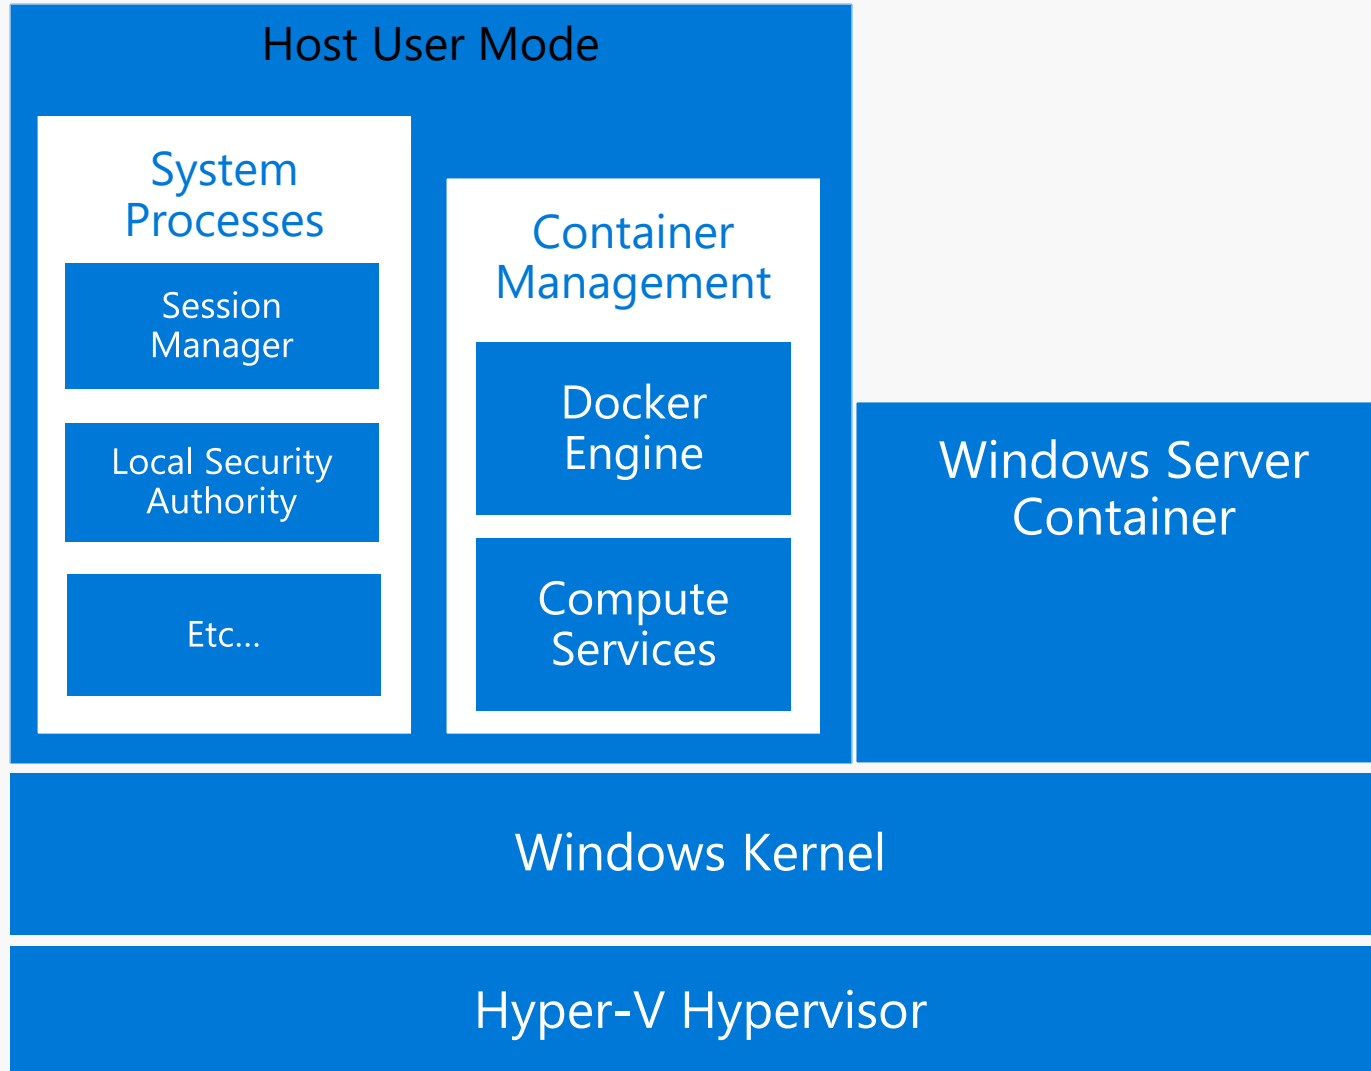 Host User Mode
System
Processes
Session
Manager
Local Security
Authority
Etc...
Container
Management
Docker
Engine
Compute
Services
Windows Server
Container
Windows Kernel
Hyper-V Hypervisor